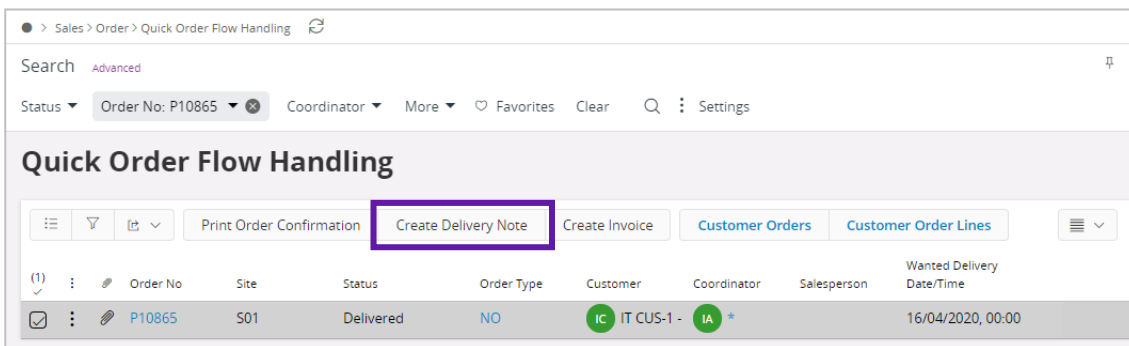 > Sales > Order > Quick Order Flow Handling
Search Advanced
Status Order No: P10865 Coordinator More Favorites Clear Settings
Quick Order Flow Handling
Print Order Confirmation Create Delivery Note Create Invoice Customer Orders Customer Order Lines
(1) Order No Site Status Order Type Customer Coordinator Salesperson Wanted Delivery
Date/Time
P10865 S01 Delivered NO IC IT CUS-1 - IA * 16/04/2020, 00:00